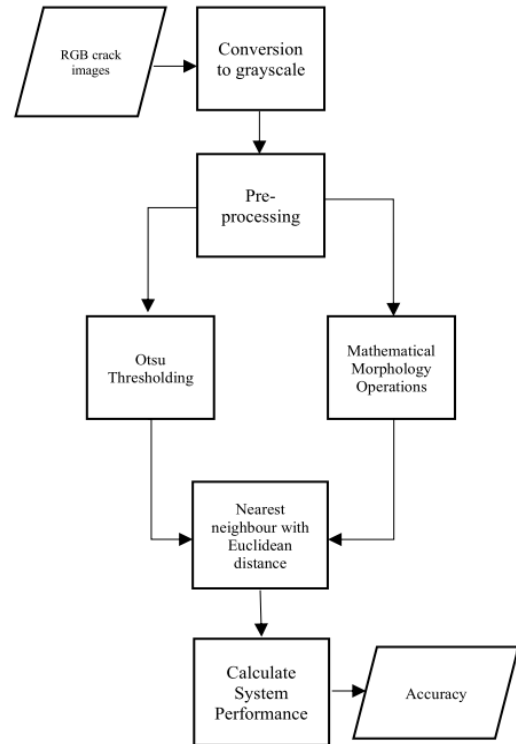 RGB crack
images
Conversion
to grayscale
Pre-
processing
Otsu
Thresholding
Mathematical
Morphology
Operations
Nearest
neighbour with
Euclidean
distance
Calculate
System
Performance
Accuracy